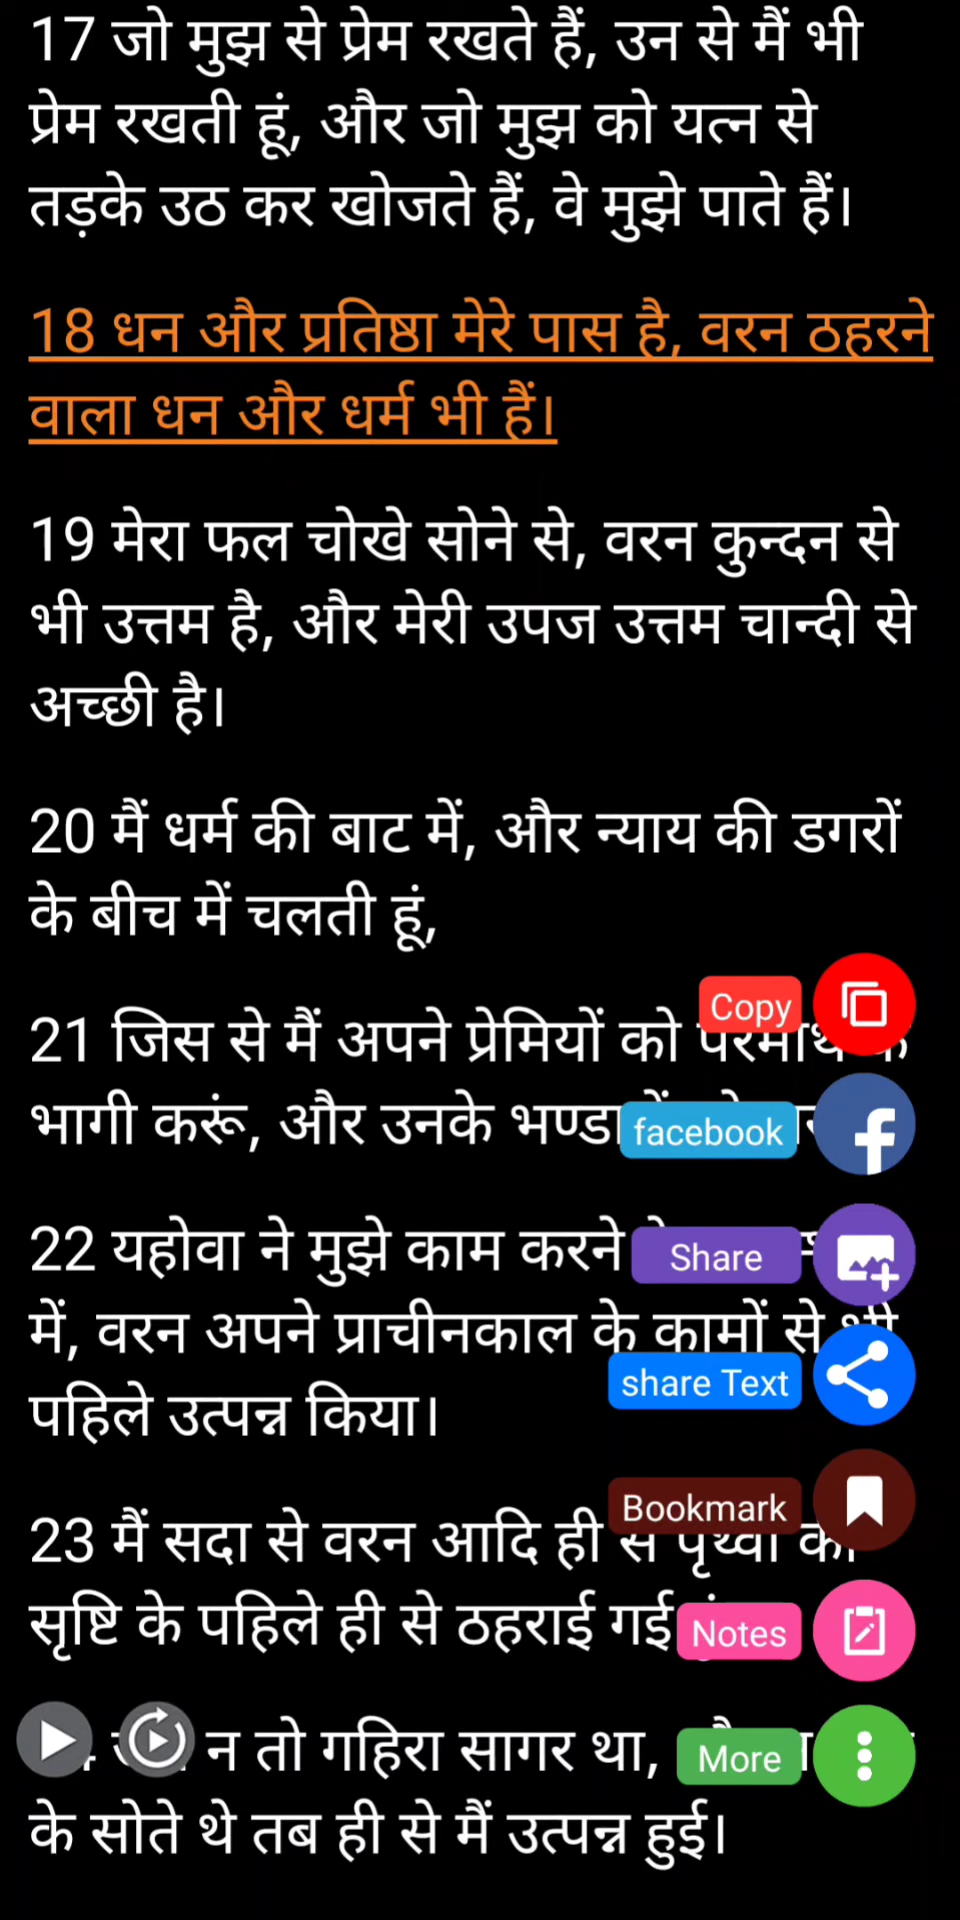 17 जो मुझ से प्रेम रखते हैं, उन से मैं भी
प्रेम रखती हूं, और जो मुझ को यत्न से
तड़के उठ कर खोजते हैं, वे मुझे पाते हैं।
18 धन और प्रतिष्ठा मेरे पास है, वरन ठहरने
वाला धन और धर्म भी हैं।
19 मेरा फल चोखे सोने से, वरन कुन्दन से
भी उत्तम है, और मेरी उपज उत्तम चान्दी से
अच्छी है।
20 मैं धर्म की बाट में, और न्याय की डगरों
के बीच में चलती हूं,
Copy
21 जिस से मैं अपने प्रेमियों को
भागी करूं, और उनके
facebook
22 यहोवा ने मुझे काम करने
Share
में, वरन अपने प्राचीनकाल के कामों से
share Text
पहिले उत्पन्न किया।
Bookmark
23 मैं सदा से वरन आदि ही से पृथ्वी की
सृष्टि के पहिले ही से ठहराई गई
Notes
न तो गहिरा सागर था,
More
के सोते थे तब ही से मैं उत्पन्न हुई।